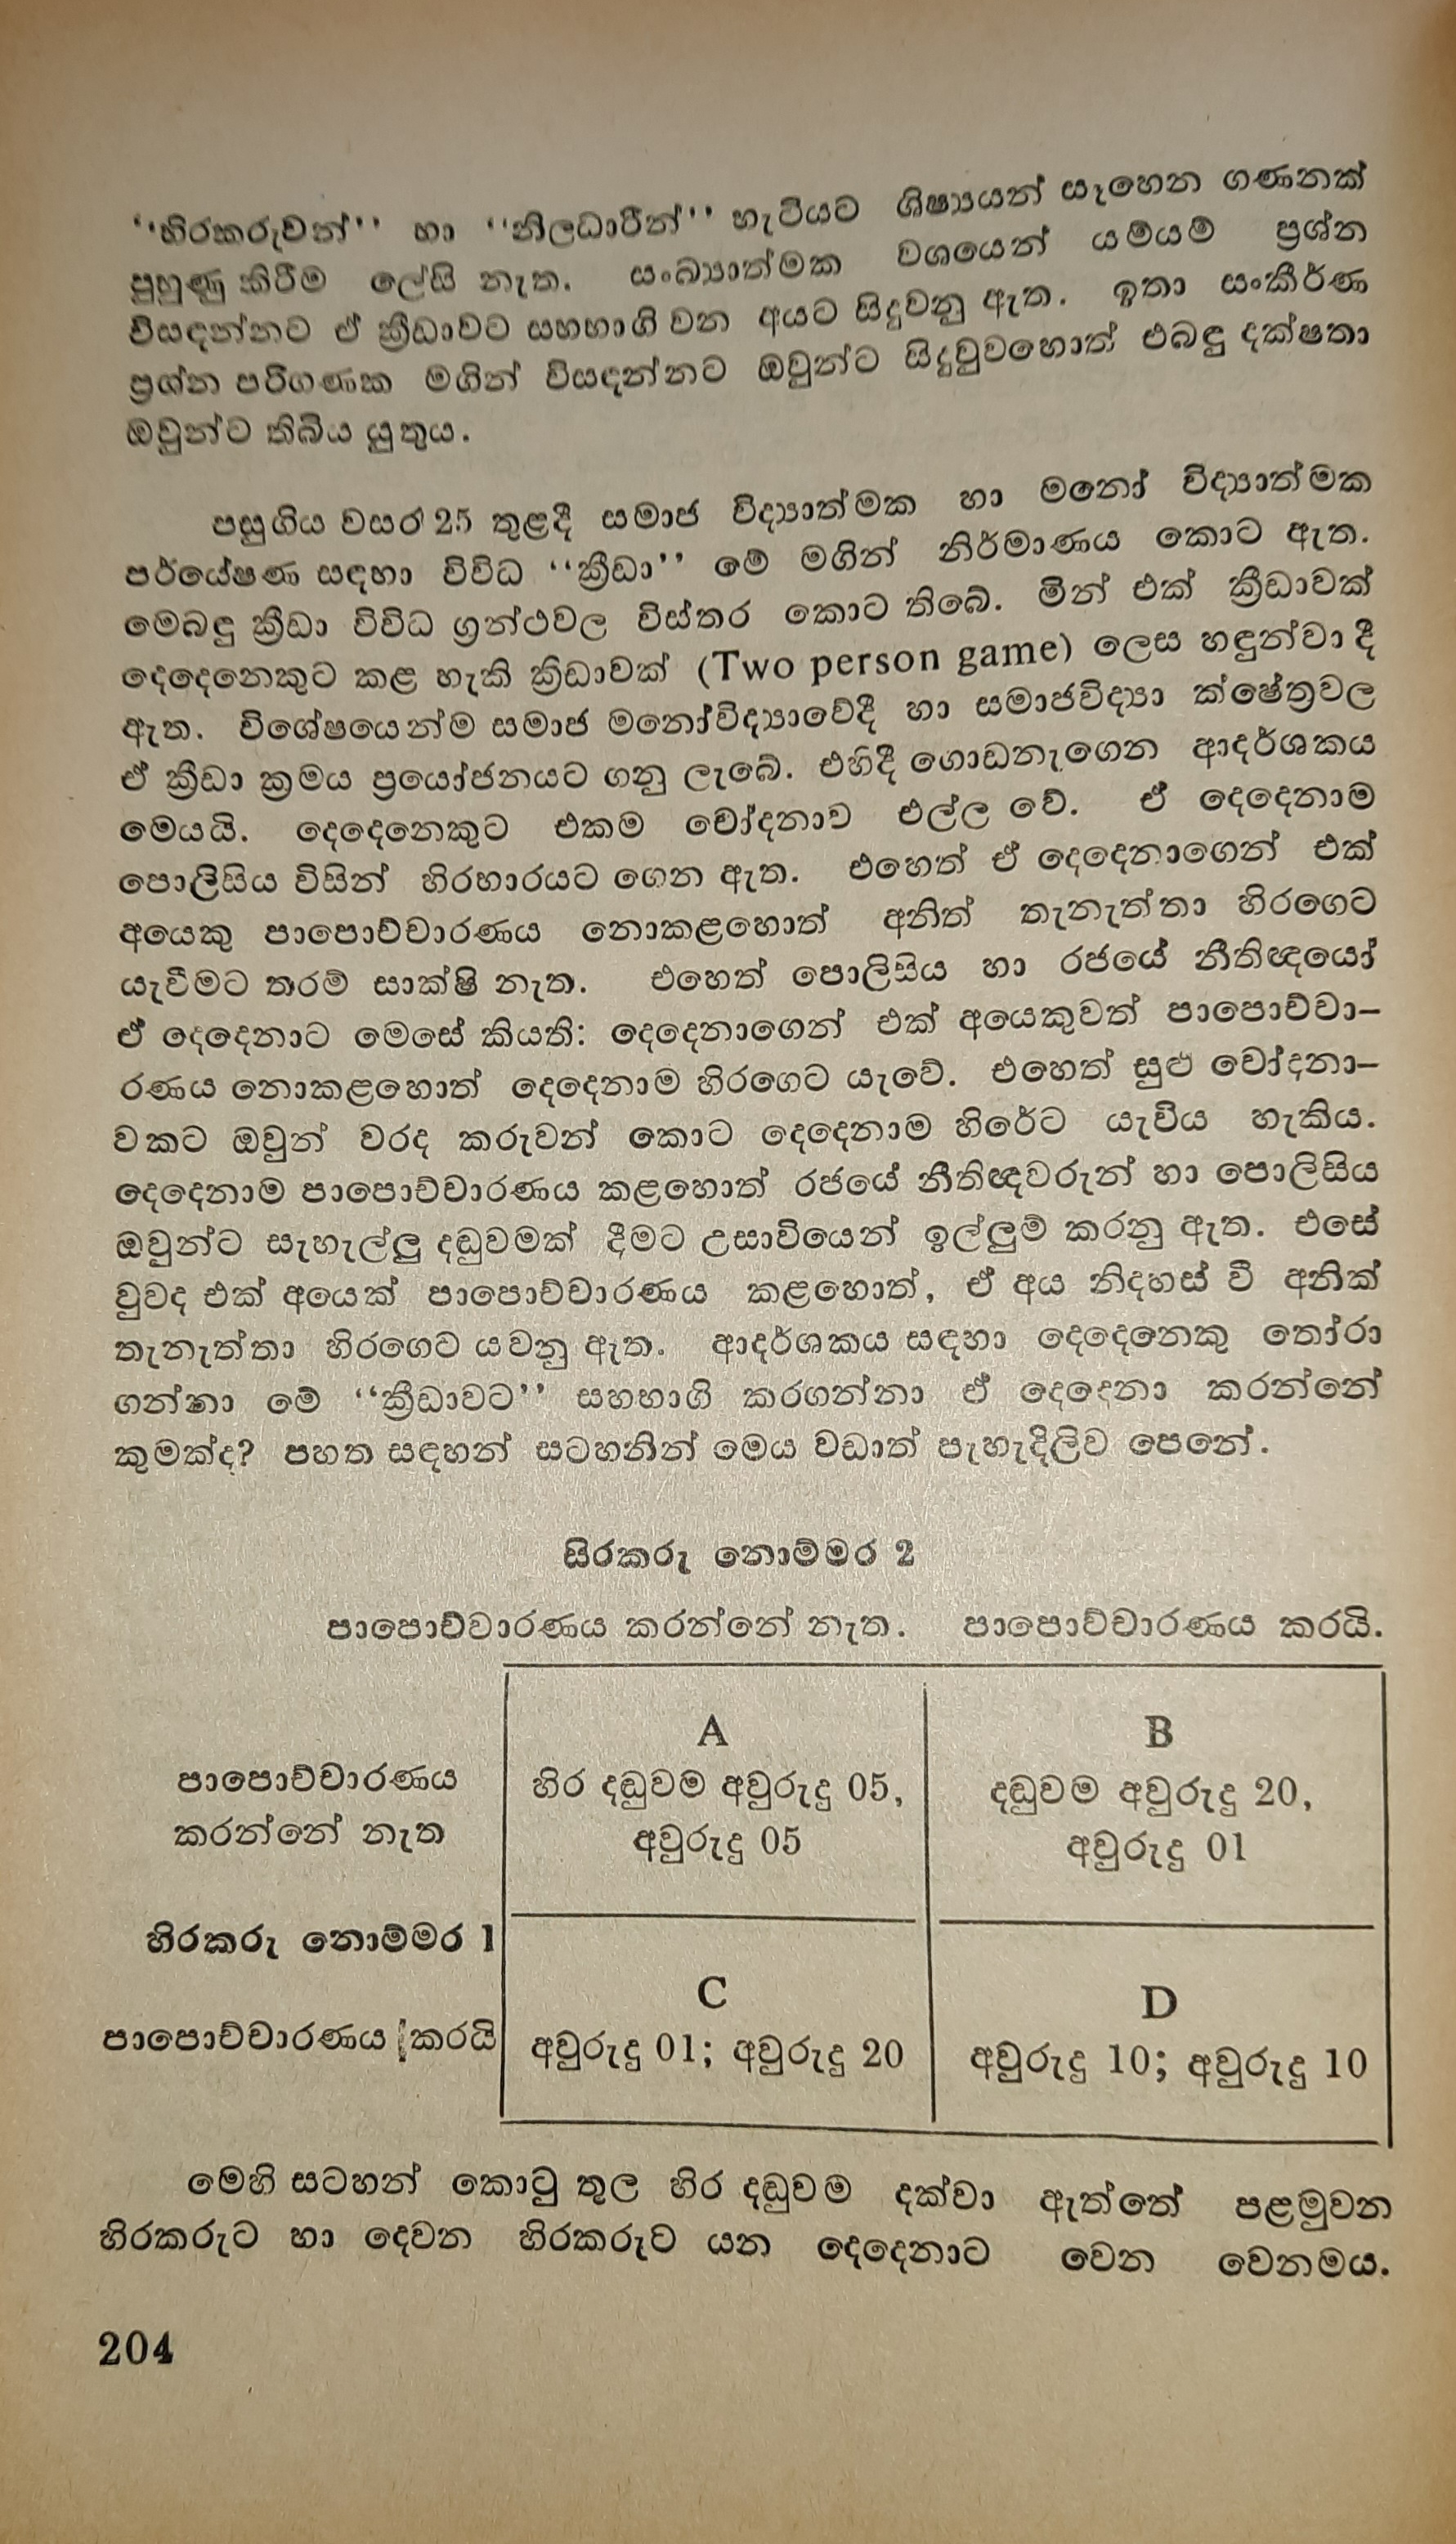 ‘‘හිරකරුවන්’’ හා ‘‘නිලධාරීන්’’ හැටියට ශිෂ්‍යයන් සෑහෙන ගණනක්
පුහුණු කිරීම ලේසි නැත. සංඛ්‍යාත්මක වශයෙන් යම්යම් ප්‍රශ්න
විසඳන්නට ඒ ක්‍රීඩාවට සහභාගි වන අයට සිදුවනු ඇත. ඉතා සංකීර්ණ
ප්‍රශ්න පරිගණක මගින් විසඳන්නට ඔවුන්ට සිදුවුවහොත් එබඳු දක්ෂතා
ඔවුන්ට තිබිය යුතුය.
පසුගිය වසර 25 තුළදී සමාජ විද්‍යාත්මක හා මනෝ විද්‍යාත්මක
පර්යේෂණ සඳහා විවිධ ‘‘ක්‍රීඩා’’ මේ මගින් නිර්මාණය කොට ඇත.
මෙබඳු ක්‍රීඩා විවිධ ග්‍රන්ථවල විස්තර කොට තිබේ. මින් එක් ක්‍රීඩාවක්
දෙදෙනෙකුට කළ හැකි ක්‍රිඩාවක් (Two person game) ලෙස හඳුන්වා දී
ඇත. විශේෂයෙන්ම සමාජ මනෝවිද්‍යාවේදී හා සමාජවිද්‍යා ක්ෂේත්‍රවල
ඒ ක්‍රීඩා ක්‍රමය ප්‍රයෝජනයට ගනු ලැබේ. එහිදී ගොඩනැගෙන ආදර්ශකය
මෙයයි. දෙදෙනෙකුට එකම චෝදනාව එල්ල වේ. ඒ දෙදෙනාම
පොලිසිය විසින් හිරභාරයට ගෙන ඇත. එහෙත් ඒ දෙදෙනාගෙන් එක්
අයෙකු පාපොච්චාරණය නොකළහොත් අනිත් තැනැත්තා හිරගෙට
යැවීමට තරම් සාක්ෂි නැත. එහෙත් පොලිසිය හා රජයේ නීතිඥයෝ
ඒ දෙදෙනාට මෙසේ කියති: දෙදෙනාගෙන් එක් අයෙකුවත් පාපොච්චා–
රණය නොකළහොත් දෙදෙනාම හිරගෙට යැවේ. එහෙත් සුළු චෝදනා–
වකට ඔවුන් වරද කරුවන් කොට දෙදෙනාම හිරේට යැවිය හැකිය.
දෙදෙනාම පාපොච්චාරණය කළහොත් රජයේ නීතිඥවරුන් හා පොලිසිය
ඔවුන්ට සැහැල්ලු දඬුවමක් දීමට උසාවියෙන් ඉල්ලුම් කරනු ඇත. එසේ
වුවද එක් අයෙක් පාපොච්චාරණය කළහොත්, ඒ අය නිදහස් වී අනික්
තැනැත්තා හිරගෙට යවනු ඇත. ආදර්ශකය සඳහා දෙදෙනෙකු තෝරා
ගන්නා මේ ‘‘ක්‍රීඩාවට’’ සහභාගි කරගන්නා ඒ දෙදෙනා කරන්නේ
කුමක්ද? පහත සඳහන් සටහනින් මෙය වඩාත් පැහැදිලිව පෙනේ.
සිරකරු නොම්මර 2
පාපොච්චාරණය කරන්නේ නැත. පාපොච්චාරණය කරයි.
A B
පාපොච්චාරණය හිර දඬුවම අවුරුදු 05, දඬුවම අවුරුදු 20,
කරන්නේ නැත අවුරුදු 05 අවුරුදු 01
හිරකරු නොම්මර 1
C D
පාපොච්චාරණය කරයි අවුරුදු 01; අවුරුදු 20 අවුරුදු 10; අවුරුදු 10
මෙහි සටහන් කොටු තුල හිර දඬුවම දක්වා ඇත්තේ පළමුවන
හිරකරුට හා දෙවන හිරකරුට යන දෙදෙනාට වෙන වෙනමය.
204